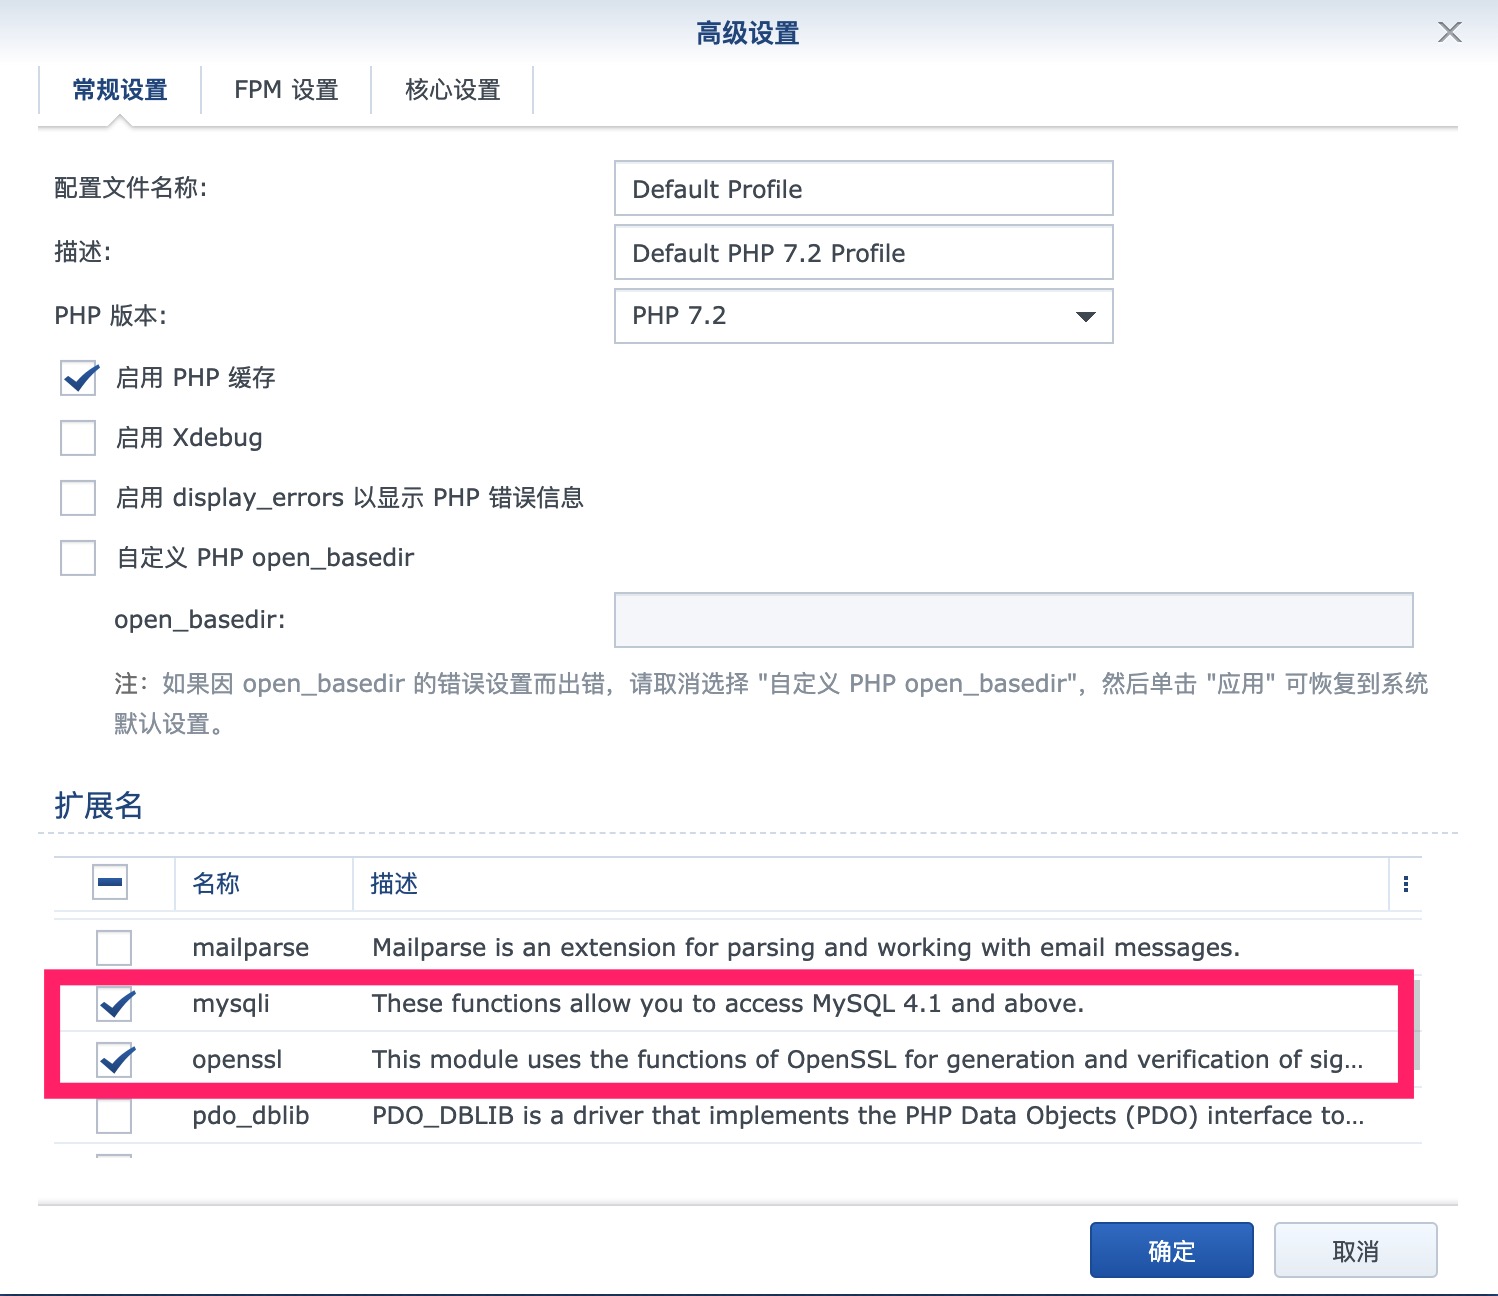 高级设置
常规设置 FPM 设置 核心设置
配置文件名称: Default Profile
描述: Default PHP 7.2 Profile
PHP 版本: PHP 7.2
启用 PHP 缓存
启用 Xdebug
启用 display_errors 以显示 PHP 错误信息
自定义 PHP open_basedir
open_basedir:
注：如果因 open_basedir 的错误设置而出错，请取消选择 "自定义 PHP open_basedir"，然后单击 "应用" 可恢复到系统
默认设置。
扩展名
名称 描述
mailparse Mailparse is an extension for parsing and working with email messages.
mysqli These functions allow you to access MySQL 4.1 and above.
openssl This module uses the functions of OpenSSL for generation and verification of sig...
pdo_dblib PDO_DBLIB is a driver that implements the PHP Data Objects (PDO) interface to...
确定 取消